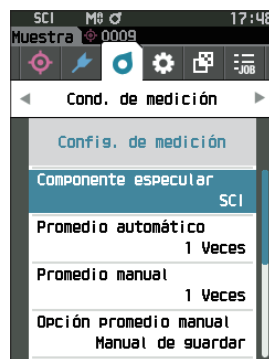 SCI M0 17:48
Muestra 0009
-JOB
Cond. de medición
Config. de medición
Componente especular
SCI
Promedio automático
1 Veces
Promedio manual
1 Veces
Opción promedio manual
Manual de guardar